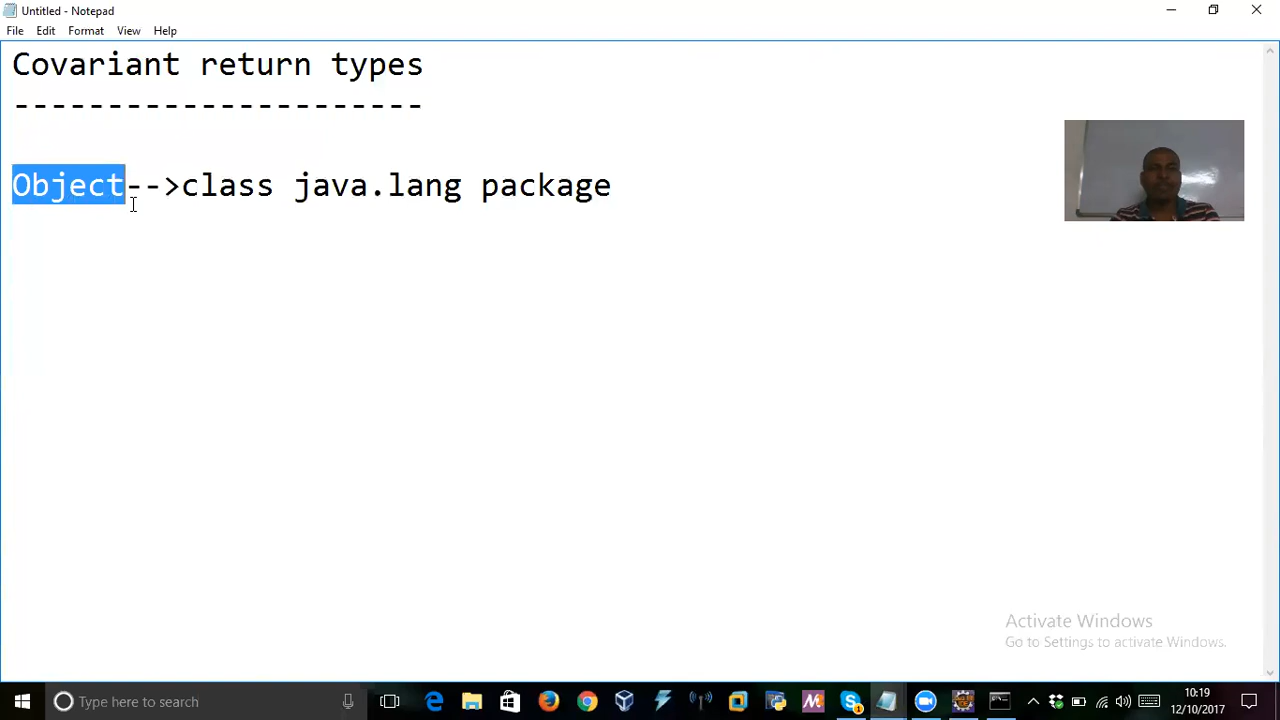 Untitled - Notepad
File Edit Format View Help
Covariant return types
----------------------
Object-->class java.lang package
Activate Windows
Go to Settings to activate Windows.
Type here to search
10:19
12/10/2017